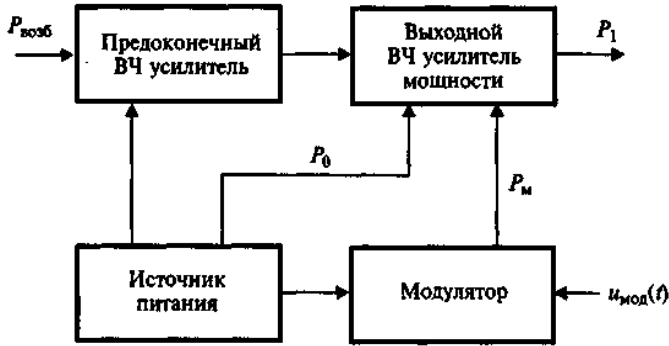 Pвозб
Предоконечный
ВЧ усилитель
Выходной
ВЧ усилитель
мощности
P1
P0
Pм
Источник
питания
Модулятор
uмод(t)